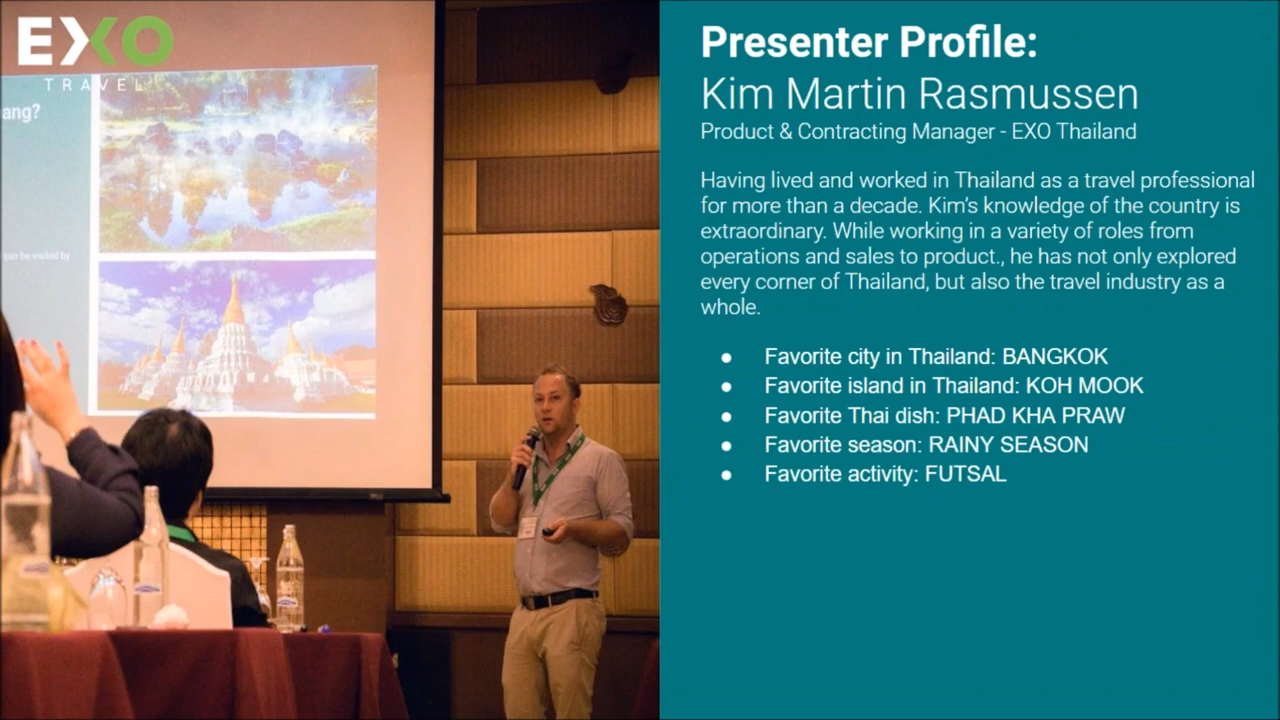 EXO
TRAVEL
ang?
can be visited by
Presenter Profile:
Kim Martin Rasmussen
Product & Contracting Manager - EXO Thailand
Having lived and worked in Thailand as a travel professional
for more than a decade. Kim's knowledge of the country is
extraordinary. While working in a variety of roles from
operations and sales to product., he has not only explored
every corner of Thailand, but also the travel industry as a
whole.
● Favorite city in Thailand: BANGKOK
● Favorite island in Thailand: KOH MOOK
● Favorite Thai dish: PHAD KHA PRAW
● Favorite season: RAINY SEASON
● Favorite activity: FUTSAL